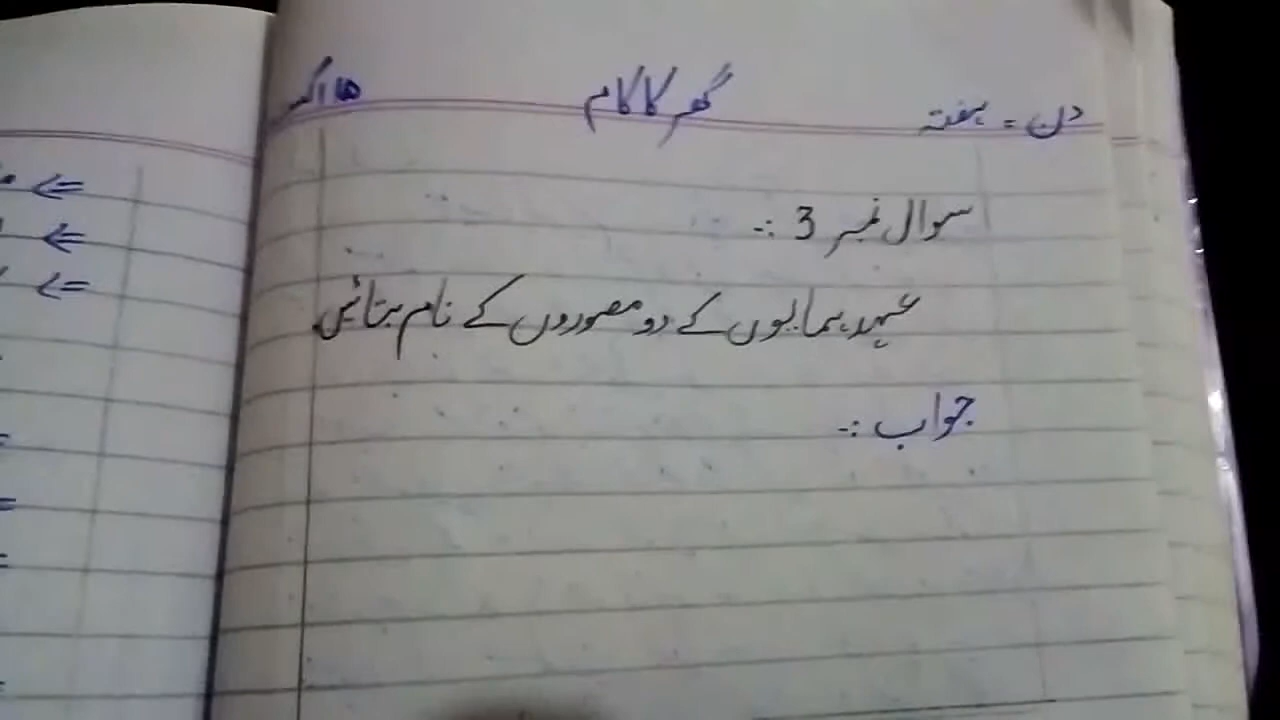 دن = ہفتہ گھر کا کام
سوال نمبر 3 :-
عہد ہمایوں کے دو مصوروں کے نام بتائیں
جواب :-